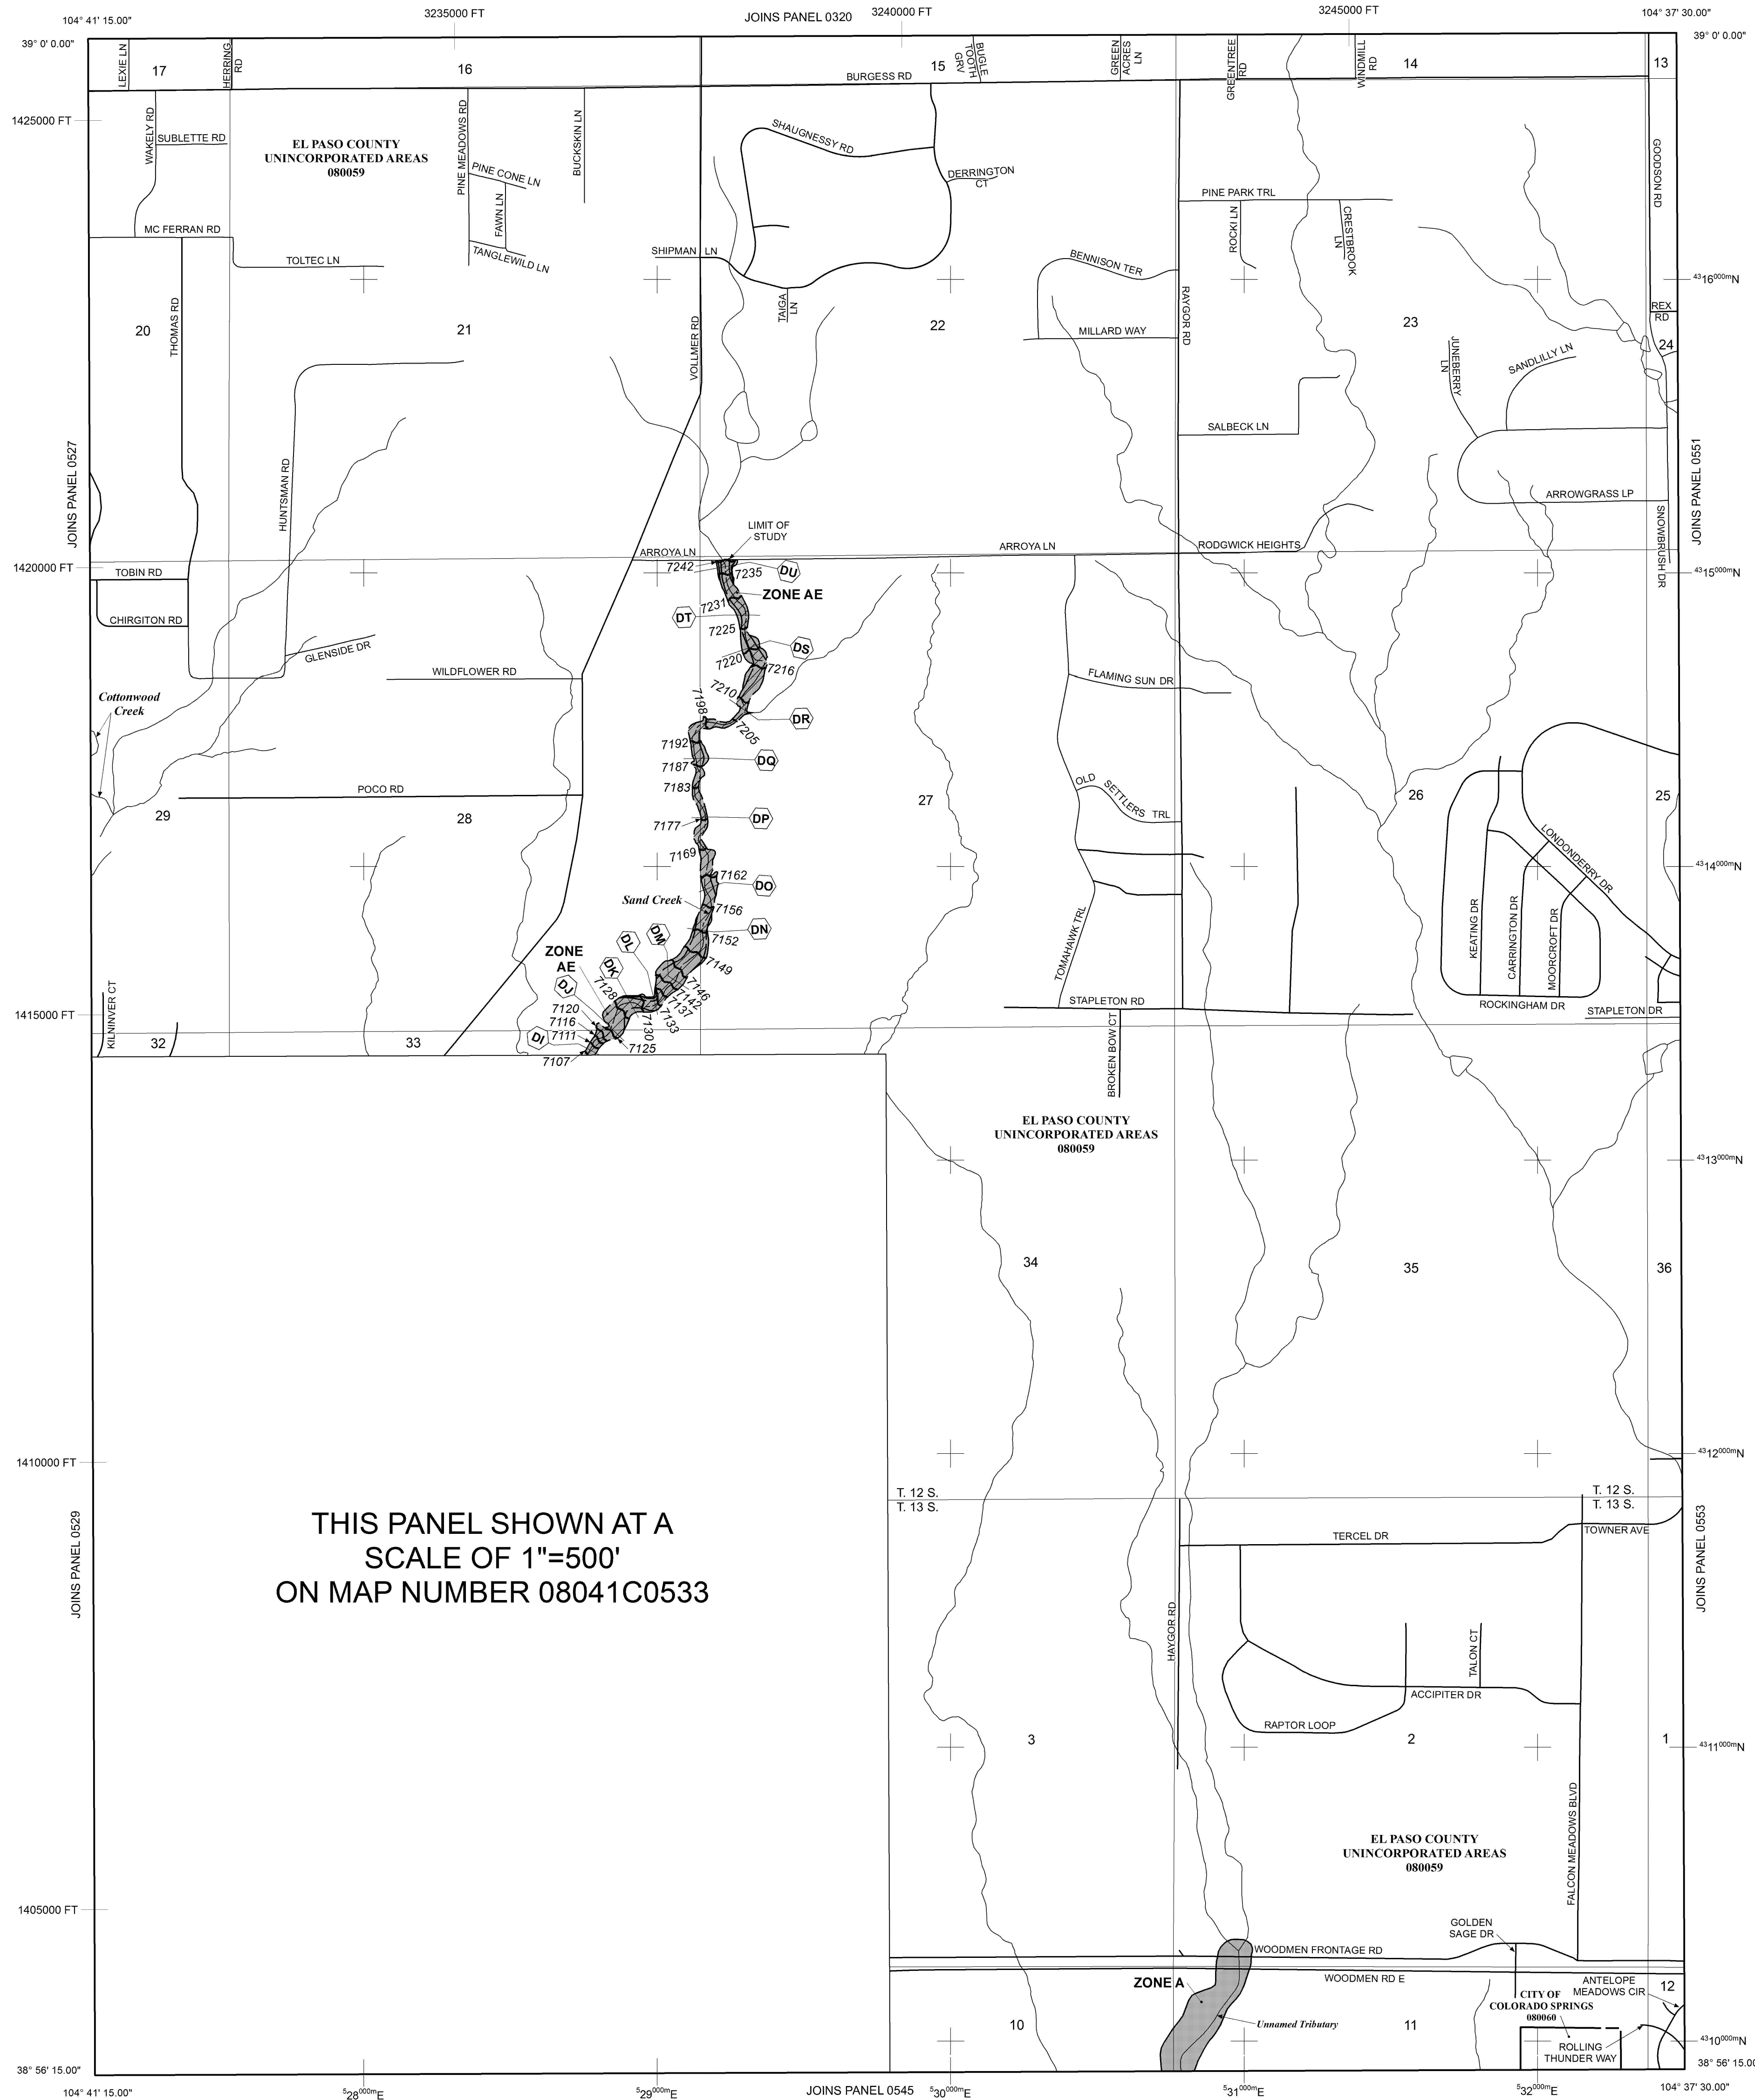 3235000 FT
JOINS PANEL 0320
3240000 FT
3245000 FT
104° 41' 15.00"
104° 37' 30.00"
39° 0' 0.00"
39° 0' 0.00"
LEXIE LN
17
HERRING
RD
16
15
BUGLE
TOOTH
GRV
GREEN
ACRES
LN
GREENTREE
RD
WINDMILL
RD
14
13
BURGESS RD
1425000 FT
WAKELY RD
SUBLETTE RD
EL PASO COUNTY
UNINCORPORATED AREAS
080059
PINE MEADOWS RD
PINE CONE LN
FAWN LN
TANGLEWILD LN
BUCKSKIN LN
SHAUGNESSY RD
DERRINGTON
CT
PINE PARK TRL
ROCKI LN
CRESTBROOK
LN
GOODSON RD
MC FERRAN RD
TOLTEC LN
SHIPMAN LN
TAIGA
LN
BENNISON TER
RAYGOR RD
4316000mN
REX
RD
20
THOMAS RD
21
VOLLMER RD
22
MILLARD WAY
23
24
JUNEBERRY
LN
SANDLILLY LN
SALBECK LN
JOINS PANEL 0527
JOINS PANEL 0551
HUNTSMAN RD
ARROWGRASS LP
SNOWBRUSH DR
LIMIT OF
STUDY
ARROYA LN
ARROYA LN
RODGWICK HEIGHTS
1420000 FT
TOBIN RD
7242
7235
DU
4315000mN
ZONE AE
7231
CHIRGITON RD
DT
7225
GLENSIDE DR
DS
7220
7216
WILDFLOWER RD
FLAMING SUN DR
7210
7198
Cottonwood
Creek
DR
7205
7192
DQ
7187
7183
OLD SETTLERS TRL
POCO RD
27
26
25
29
28
DP
7177
LONDONDERRY DR
7169
4314000mN
7162
DO
Sand Creek
7156
KEATING DR
CARRINGTON DR
MOORCROFT DR
TOMAHAWK TRL
DN
7152
DM
DL
ZONE
AE
7149
DK
DJ
7128
7146
7142
7137
7133
7130
7120
7116
7111
DI
7125
7107
KILNINVER CT
STAPLETON RD
ROCKINGHAM DR
STAPLETON DR
1415000 FT
32
33
BROKEN BOW CT
EL PASO COUNTY
UNINCORPORATED AREAS
080059
4313000mN
34
35
36
4312000mN
1410000 FT
T. 12 S.
T. 13 S.
T. 12 S.
T. 13 S.
JOINS PANEL 0529
THIS PANEL SHOWN AT A
SCALE OF 1"=500'
ON MAP NUMBER 08041C0533
TERCEL DR
TOWNER AVE
JOINS PANEL 0553
HAYGOR RD
TALON CT
ACCIPITER DR
RAPTOR LOOP
3
2
1
4311000mN
FALCON MEADOWS BLVD
EL PASO COUNTY
UNINCORPORATED AREAS
080059
1405000 FT
GOLDEN
SAGE DR
WOODMEN FRONTAGE RD
WOODMEN RD E
ZONE A
ANTELOPE
MEADOWS CIR
12
CITY OF
COLORADO SPRINGS
080060
10
Unnamed Tributary
11
ROLLING
THUNDER WAY
4310000mN
38° 56' 15.00"
38° 56' 15.00"
104° 41' 15.00"
528000mE
529000mE
JOINS PANEL 0545
530000mE
531000mE
532000mE
104° 37' 30.00"